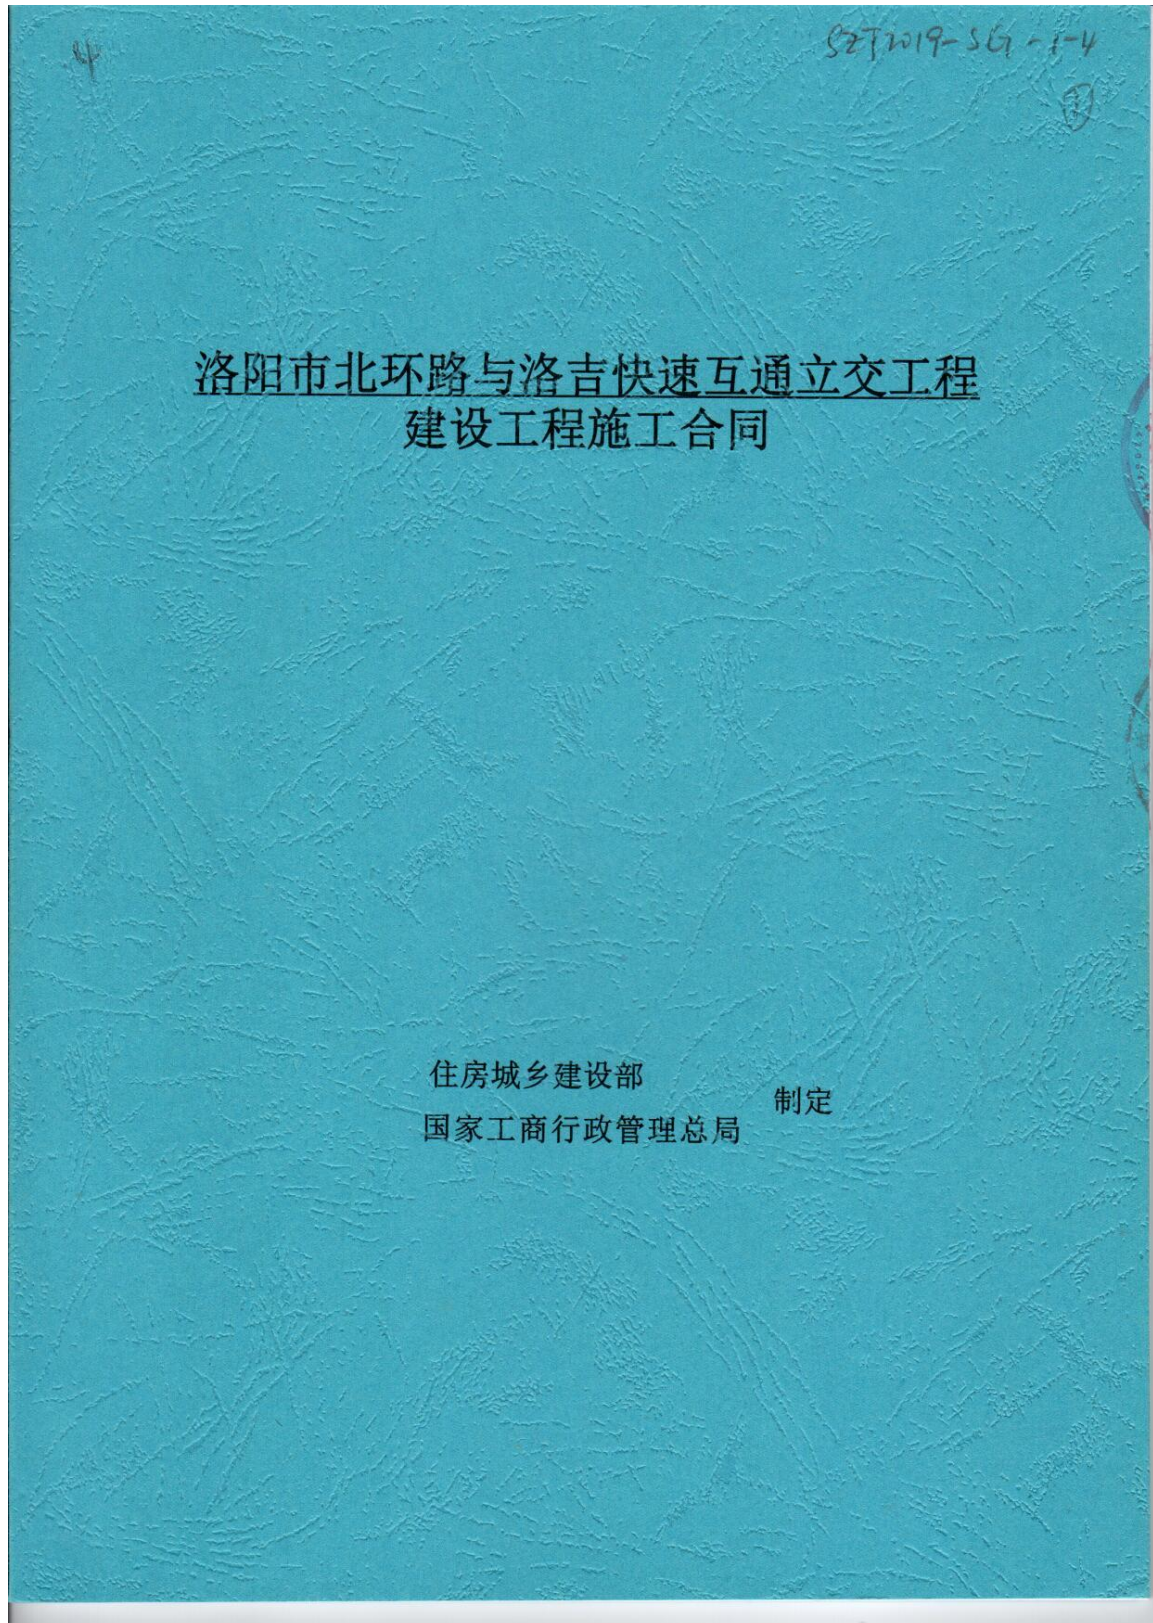 SZT2019-SG-1-4
洛阳市北环路与洛吉快速互通立交工程
建设工程施工合同
住房城乡建设部
国家工商行政管理总局
制定